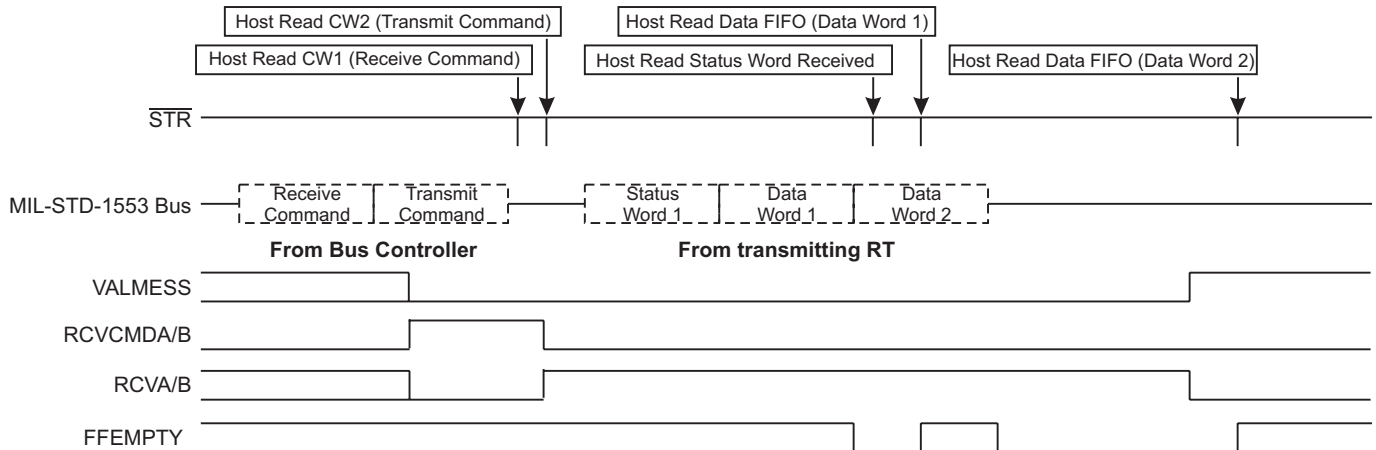 Host Read CW2 (Transmit Command)
Host Read Data FIFO (Data Word 1)
Host Read CW1 (Receive Command)
Host Read Status Word Received
Host Read Data FIFO (Data Word 2)
STR
MIL-STD-1553 Bus
Receive
Command
Transmit
Command
Status
Word 1
Data
Word 1
Data
Word 2
From Bus Controller
From transmitting RT
VALMESS
RCVCMDA/B
RCVA/B
FFEMPTY